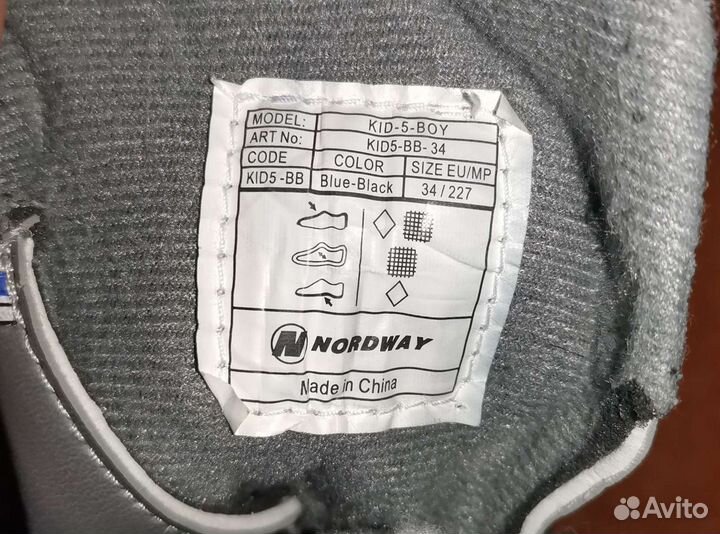 MODEL: KID-5-BOY
ART No: KID5-BB- 34
CODE COLOR SIZE EU/MP
KID5 -BB Blue-Black 34 / 227
N NORDWAY
Made in China
Avito